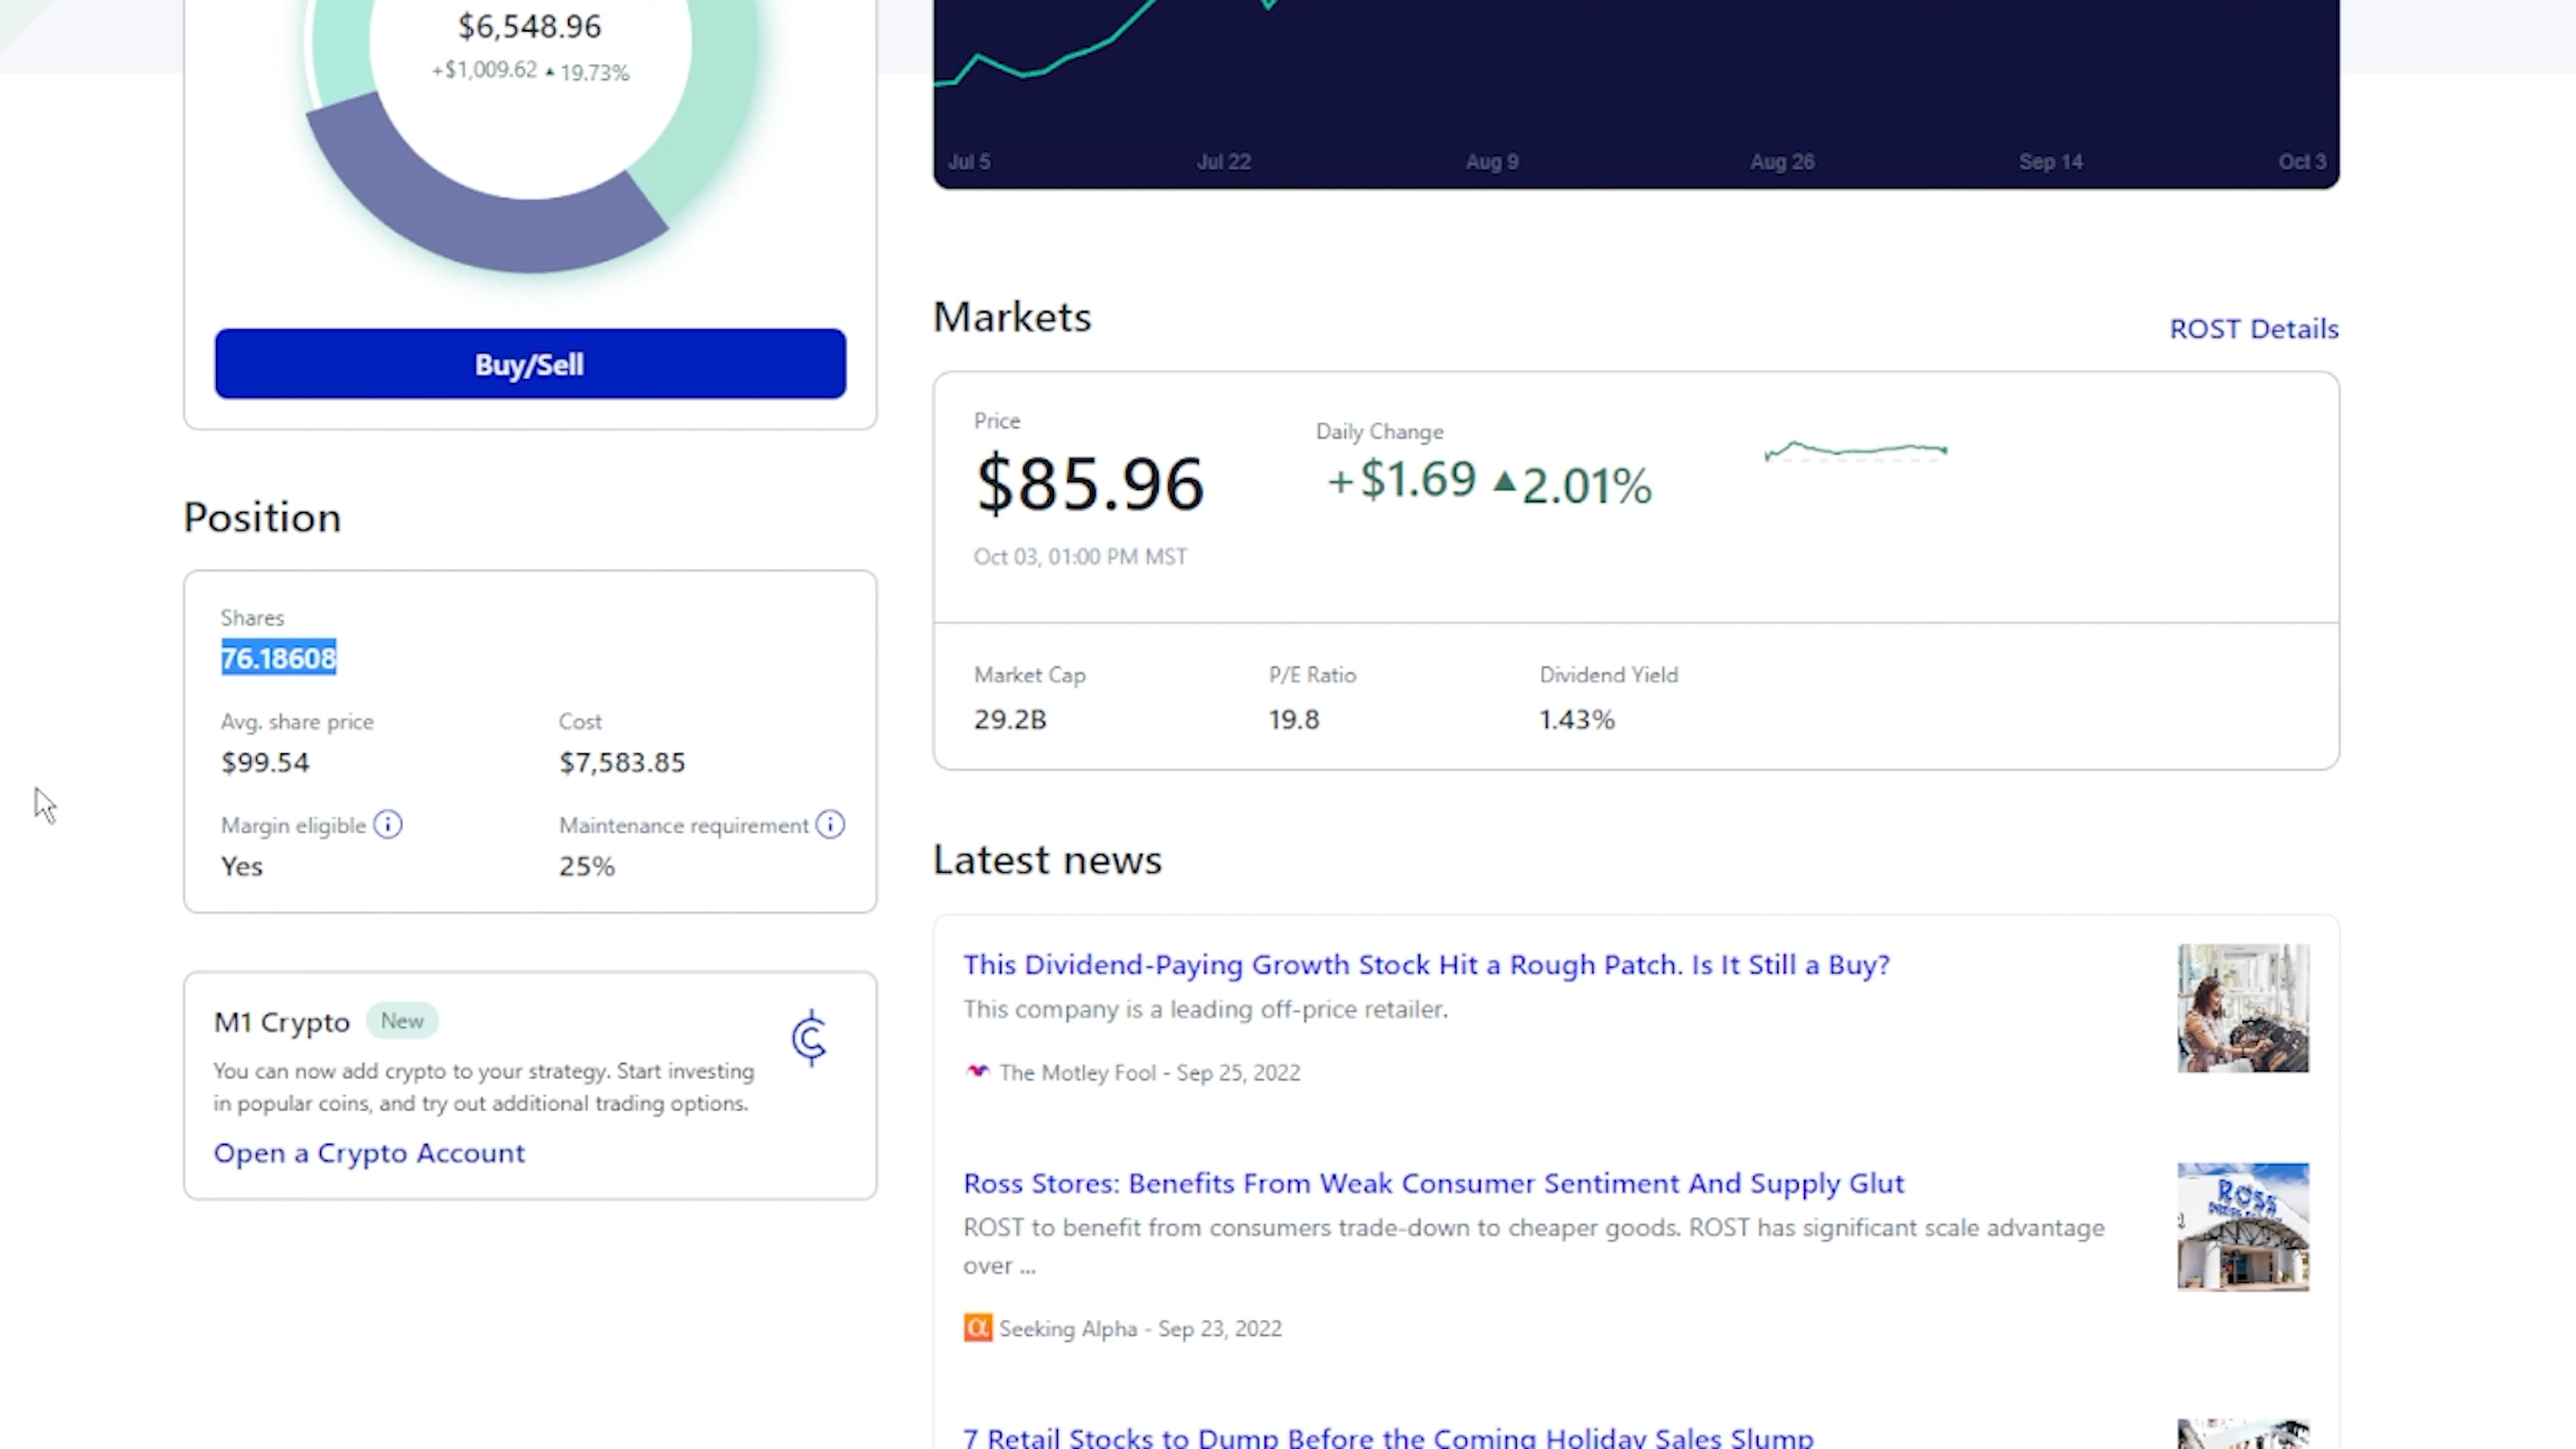 $6,548.96
+$1,009.62 ▲ 19.73%
Buy/Sell
Position
Shares
76.18608
Avg. share price
Cost
$99.54
$7,583.85
Margin eligible
Maintenance requirement
Yes
25%
M1 Crypto
New
You can now add crypto to your strategy. Start investing
in popular coins, and try out additional trading options.
Open a Crypto Account
Jul 5
Jul 22
Aug 9
Aug 26
Sep 14
Oct 3
Markets
ROST Details
Price
$85.96
Daily Change
+$1.69 ▲2.01%
Oct 03, 01:00 PM MST
Market Cap
P/E Ratio
Dividend Yield
29.2B
19.8
1.43%
Latest news
This Dividend-Paying Growth Stock Hit a Rough Patch. Is It Still a Buy?
This company is a leading off-price retailer.
The Motley Fool - Sep 25, 2022
Ross Stores: Benefits From Weak Consumer Sentiment And Supply Glut
ROST to benefit from consumers trade-down to cheaper goods. ROST has significant scale advantage
over ...
Seeking Alpha - Sep 23, 2022
ROSS
7 Retail Stocks to Dump Before the Coming Holiday Sales Slump